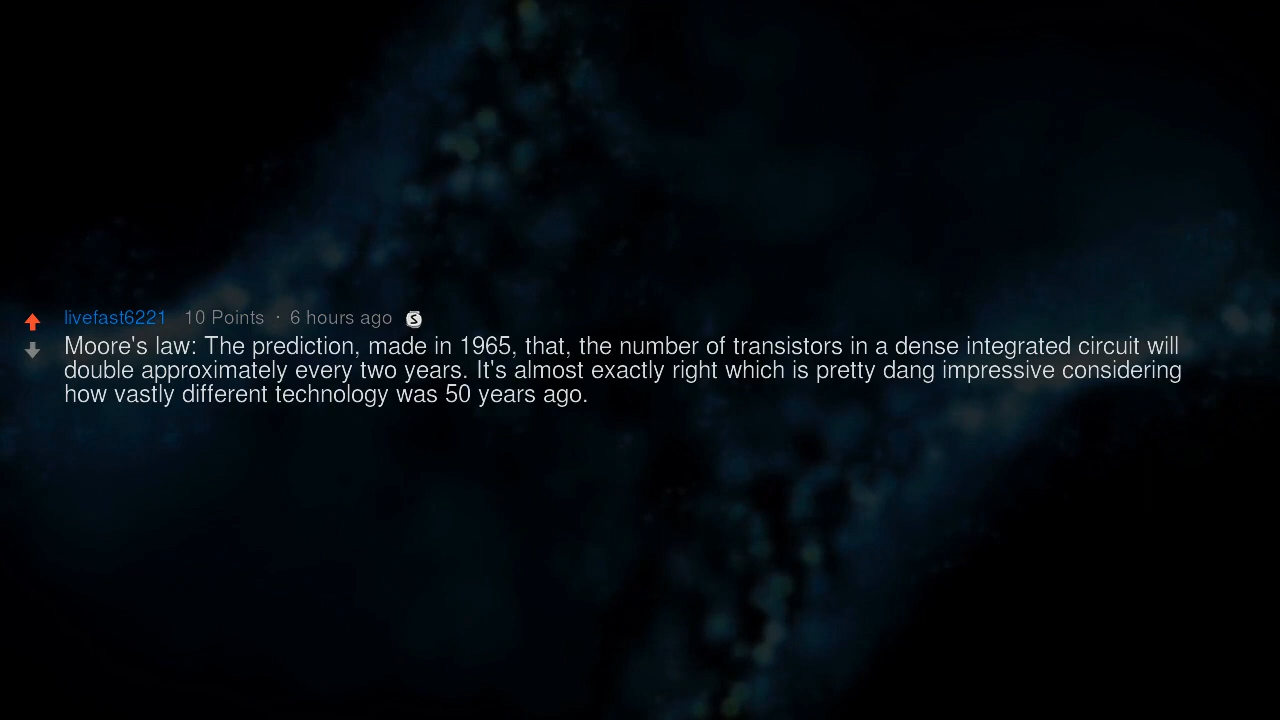 livefast6221 10 Points · 6 hours ago S
Moore's law: The prediction, made in 1965, that, the number of transistors in a dense integrated circuit will
double approximately every two years. It's almost exactly right which is pretty dang impressive considering
how vastly different technology was 50 years ago.